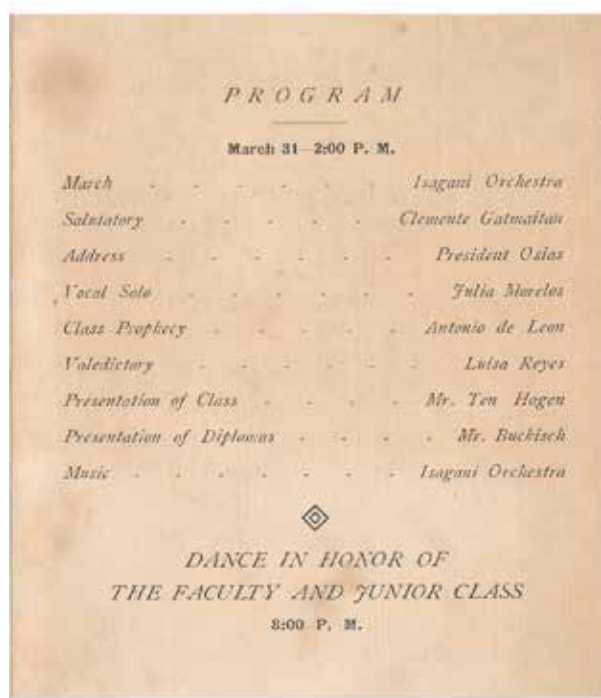 PROGRAM
March 31—2:00 P. M.
March - - - - - - Isagani Orchestra
Salutatory - - - - - Clemente Gatmaitan
Address - - - - - - President Osias
Vocal Solo - - - - - - Julia Morelos
Class Prophecy - - - - - Antonio de Leon
Valedictory - - - - - - Luisa Reyes
Presentation of Class - - - - Mr. Ten Hagen
Presentation of Diplomas - - - - Mr. Buckisch
Music - - - - - - Isagani Orchestra
DANCE IN HONOR OF
THE FACULTY AND JUNIOR CLASS
8:00 P. M.